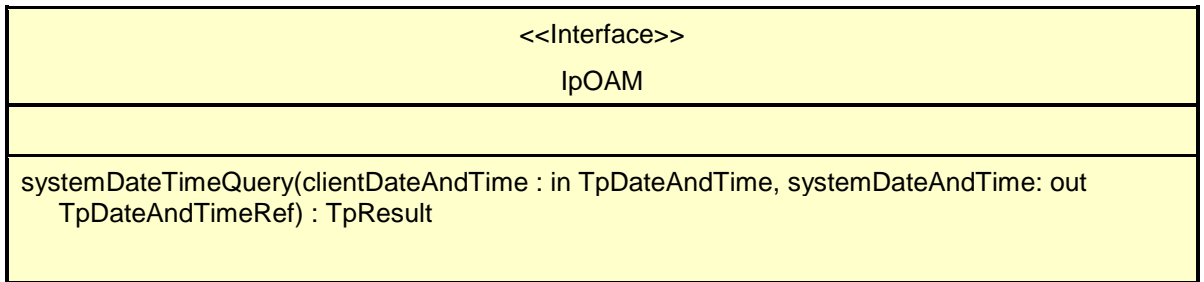 <<Interface>>
IpOAM
systemDateTimeQuery(clientDateAndTime : in TpDateAndTime, systemDateAndTime: out
TpDateAndTimeRef) : TpResult